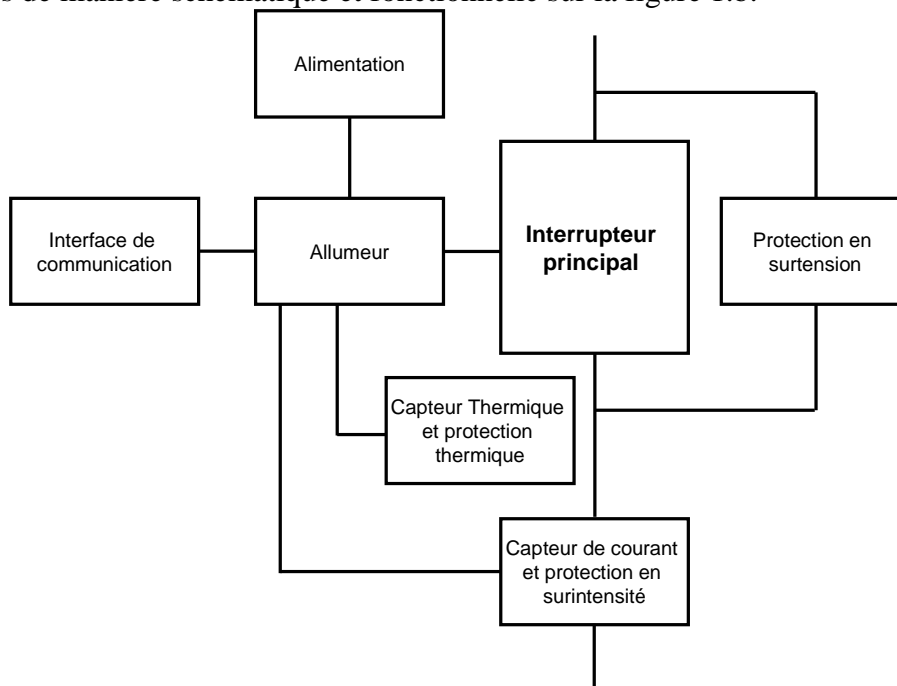 de manière schématique et fonctionnelle sur la figure 1.8.
Alimentation
Interface de
communication
Allumeur
Interrupteur
principal
Protection en
surtension
Capteur Thermique
et protection
thermique
Capteur de courant
et protection en
surintensité